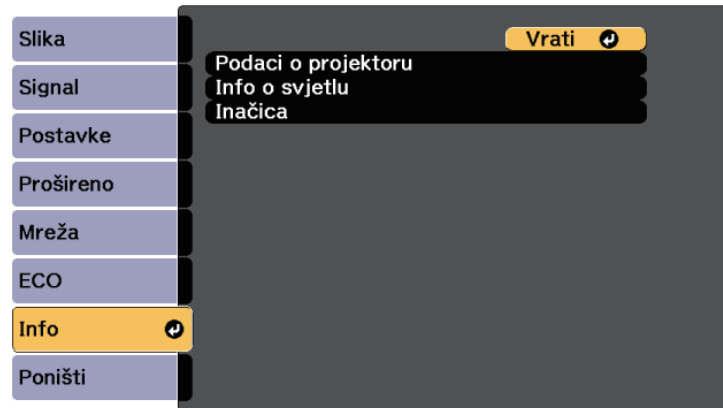 Slika
Signal
Postavke
Prošireno
Mreža
ECO
Info
Poništi
Vrati
Podaci o projektoru
Info o svjetlu
Inačica